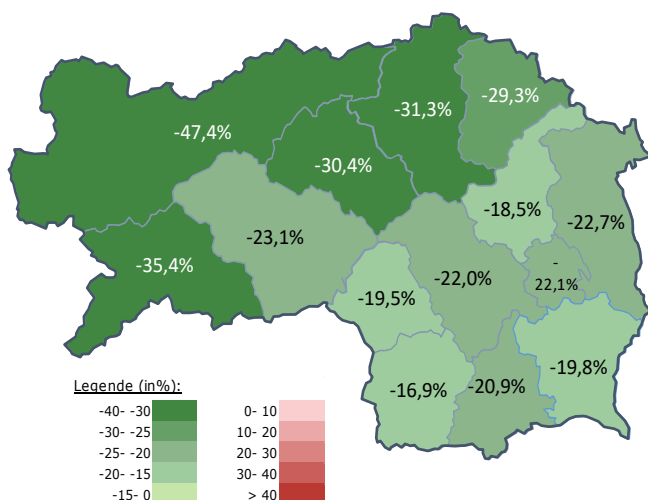 -31,3%
-29,3%
-47,4%
-30,4%
-18,5%
-22,7%
-23,1%
-35,4%
-22,0%
-
22,1%
-19,5%
-19,8%
-16,9%
-20,9%
Legende (in%):
-40- -30 0- 10
-30- -25 10- 20
-25- -20 20- 30
-20- -15 30- 40
-15- 0 > 40